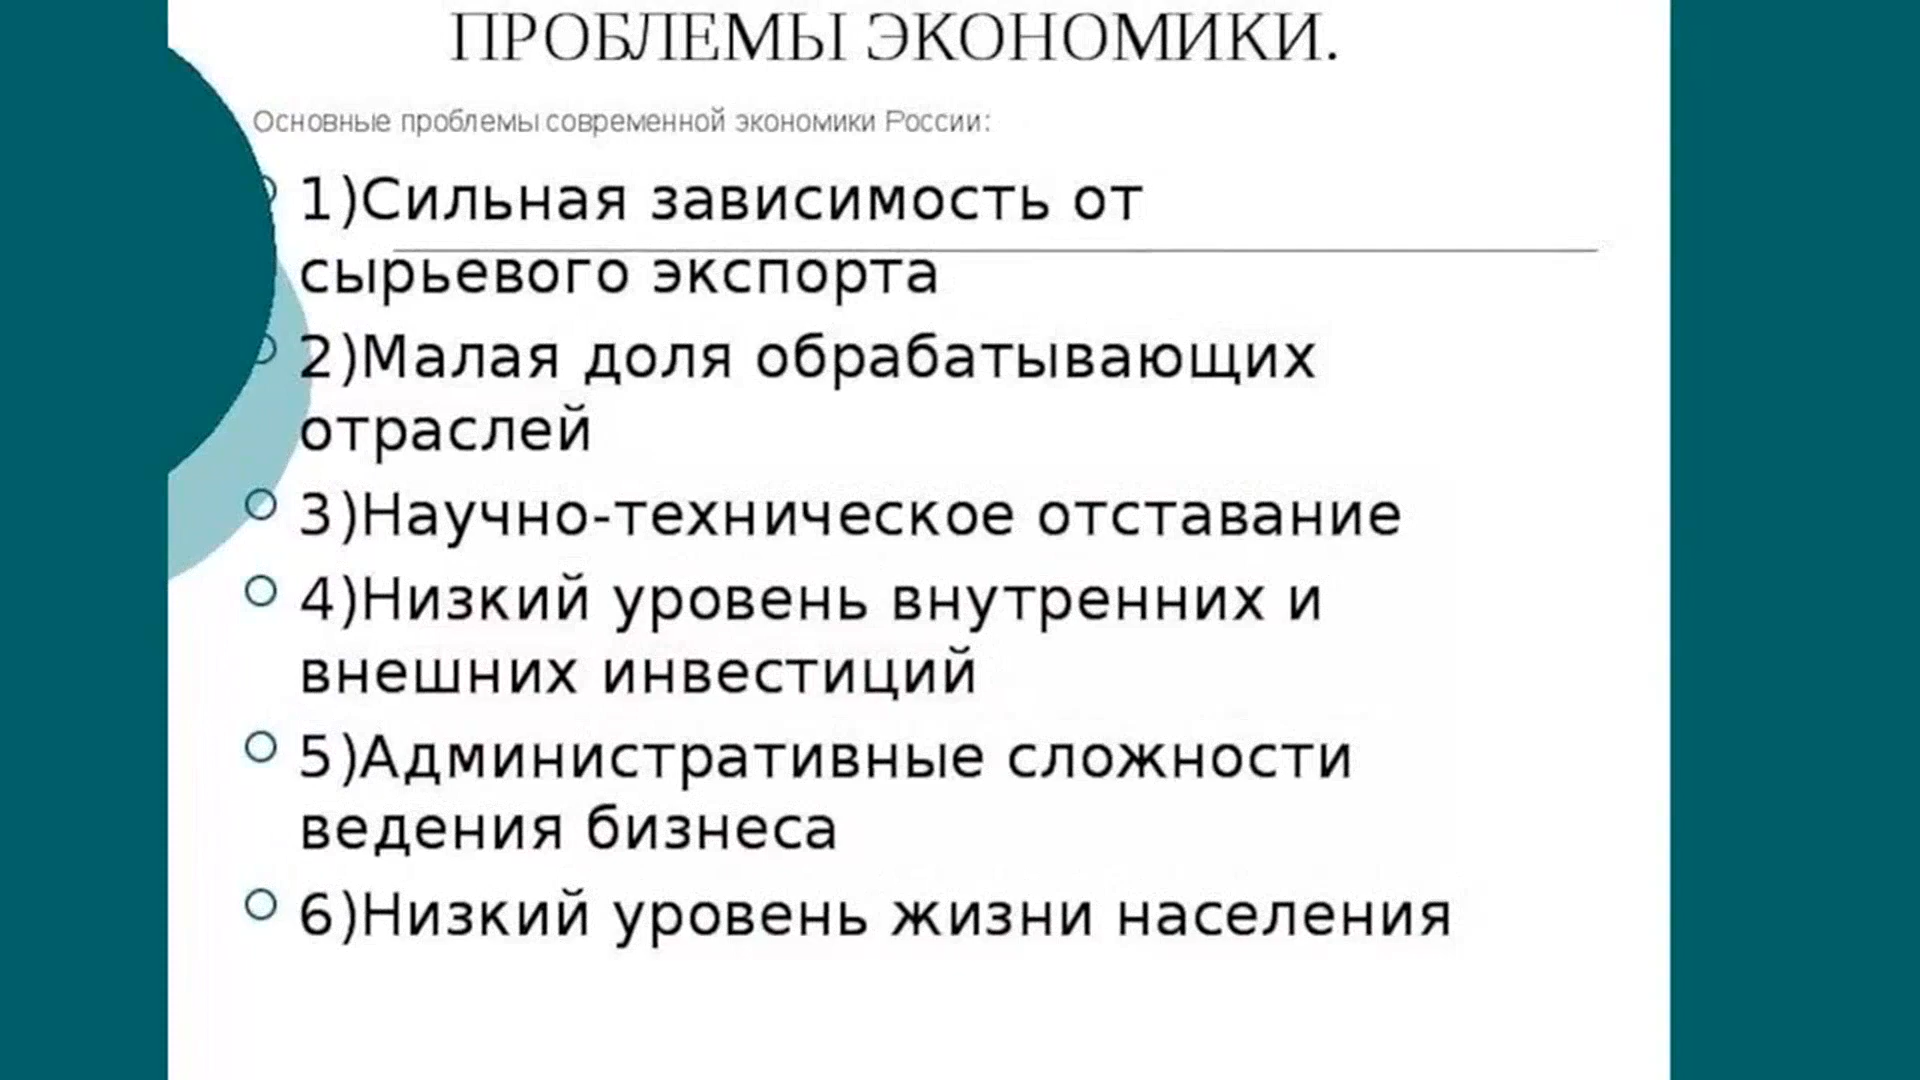 ПРОБЛЕМЫ ЭКОНОМИКИ.
Основные проблемы современной экономики России:
1)Сильная зависимость от
сырьевого экспорта
2)Малая доля обрабатывающих
отраслей
3)Научно-техническое отставание
4)Низкий уровень внутренних и
внешних инвестиций
5)Административные сложности
ведения бизнеса
6)Низкий уровень жизни населения